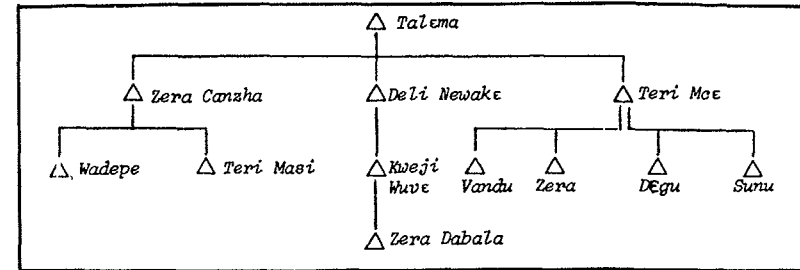 Talɛma
Zera Canzha
Deli Newakɛ
Teri Mcɛ
Wadepe
Teri Masi
Kweji
Wuvɛ
Vandu
Zera
Dɛgu
Sunu
Zera Dabala